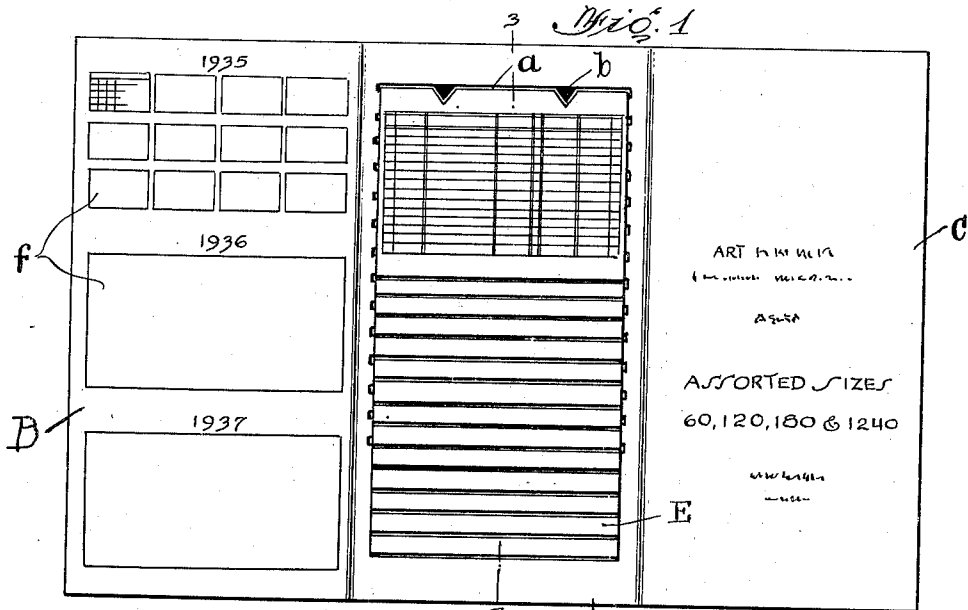 Fig. 1
3
a
b
1935
f
1936
C
ART
ASSORTED SIZES
60, 120, 180 & 1240
B
1937
E